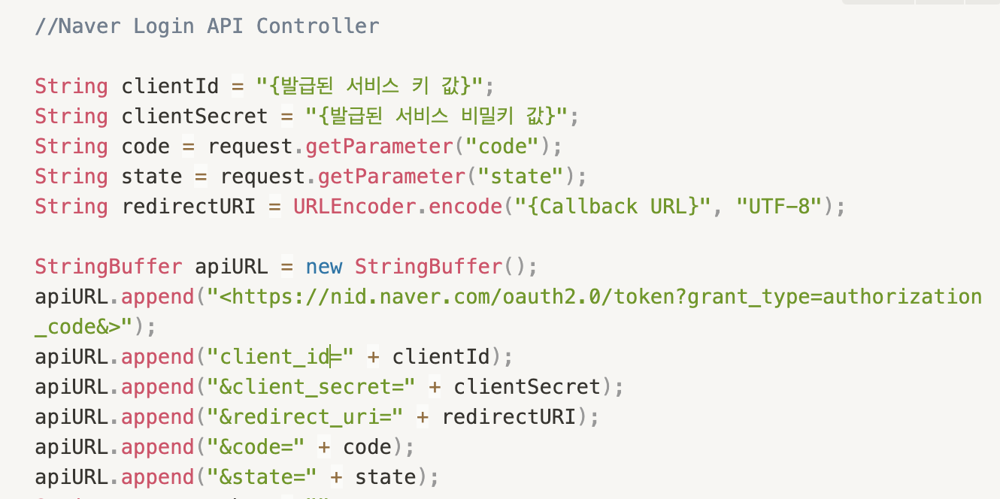 //Naver Login API Controller
String clientId = "{발급된 서비스 키 값}";
String clientSecret = "{발급된 서비스 비밀키 값}";
String code = request.getParameter("code");
String state = request.getParameter("state");
String redirectURI = URLEncoder.encode("{Callback URL}", "UTF-8");
StringBuffer apiURL = new StringBuffer();
apiURL.append("<https://nid.naver.com/oauth2.0/token?grant_type=authorization
_code&>");
apiURL.append("client_id=" + clientId);
apiURL.append("&client_secret=" + clientSecret);
apiURL.append("&redirect_uri=" + redirectURI);
apiURL.append("&code=" + code);
apiURL.append("&state=" + state);